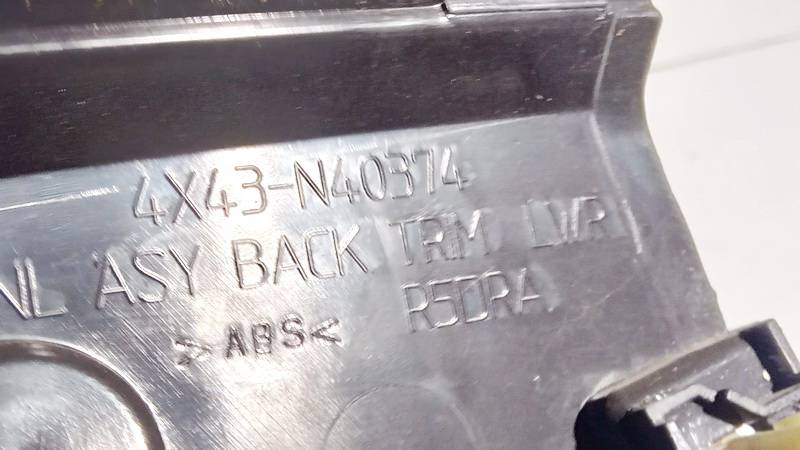 4X43-N40374
NL ASY BACK TRIM LWR
>ABS< R5DRA